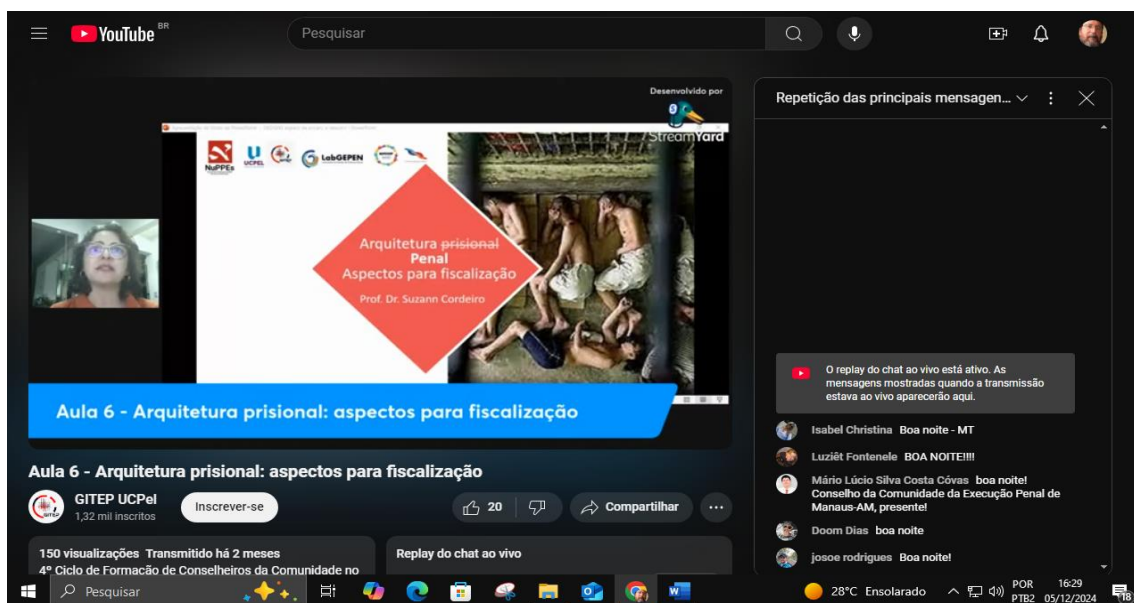 YouTube BR
Pesquisar
Desenvolvido por
StreamYard
NuPPEs
UCPEL
LabGEPEN
Arquitetura prisional
Penal
Aspectos para fiscalização
Prof. Dr. Suzann Cordeiro
Aula 6 - Arquitetura prisional: aspectos para fiscalização
Aula 6 - Arquitetura prisional: aspectos para fiscalização
GITEP
GITEP UCPel
1,32 mil inscritos
Inscrever-se
20
Compartilhar
150 visualizações Transmitido há 2 meses
4º Ciclo de Formação de Conselheiros da Comunidade no
Replay do chat ao vivo
Repetição das principais mensagen...
O replay do chat ao vivo está ativo. As
mensagens mostradas quando a transmissão
estava ao vivo aparecerão aqui.
Isabel Christina Boa noite - MT
Luziêt Fontenele BOA NOITE!!!!
Mário Lúcio Silva Costa Cóvas boa noite!
Conselho da Comunidade da Execução Penal de
Manaus-AM, presente!
Doom Dias boa noite
josoe rodrigues Boa noite!
Pesquisar
28°C Ensolarado
POR
PTB2
16:29
05/12/2024
18